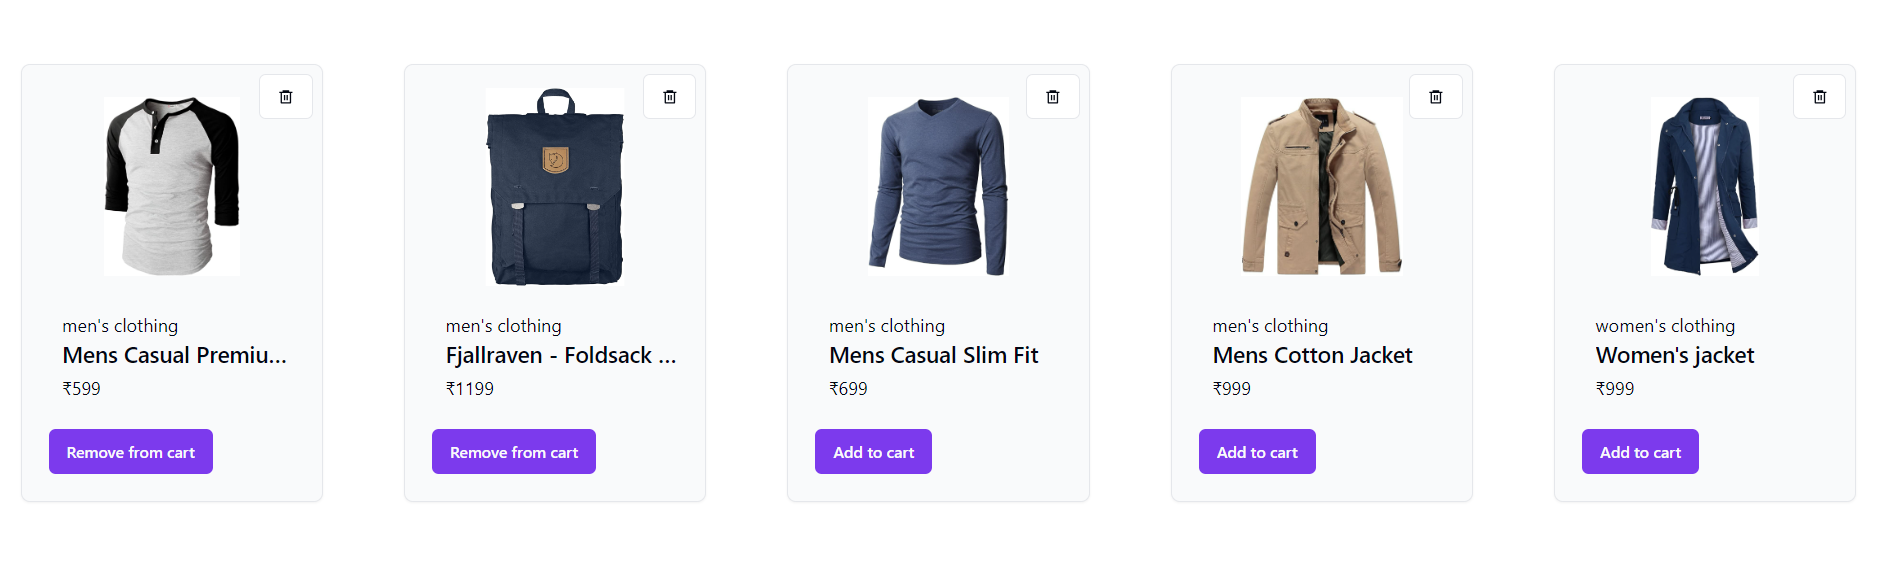 men's clothing
Mens Casual Premiu...
₹599
Remove from cart
men's clothing
Fjallraven - Foldsack ...
₹1199
Remove from cart
men's clothing
Mens Casual Slim Fit
₹699
Add to cart
men's clothing
Mens Cotton Jacket
₹999
Add to cart
women's clothing
Women's jacket
₹999
Add to cart